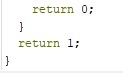 return 0;
}
return 1;
}